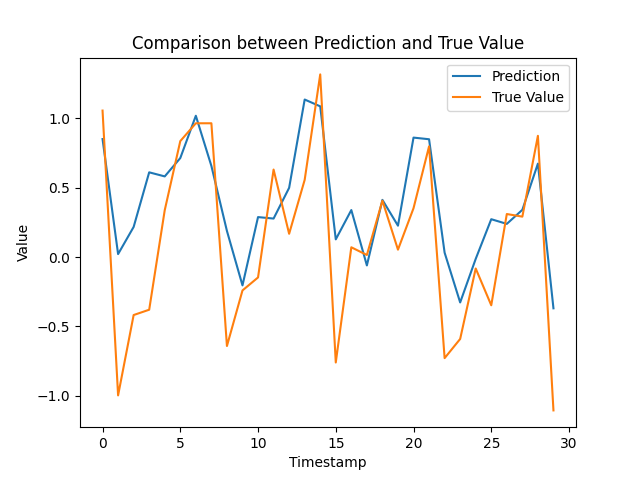 Comparison between Prediction and True Value
Prediction
True Value
1.0
0.5
0.0
−0.5
−1.0
Value
0 5 10 15 20 25 30
Timestamp